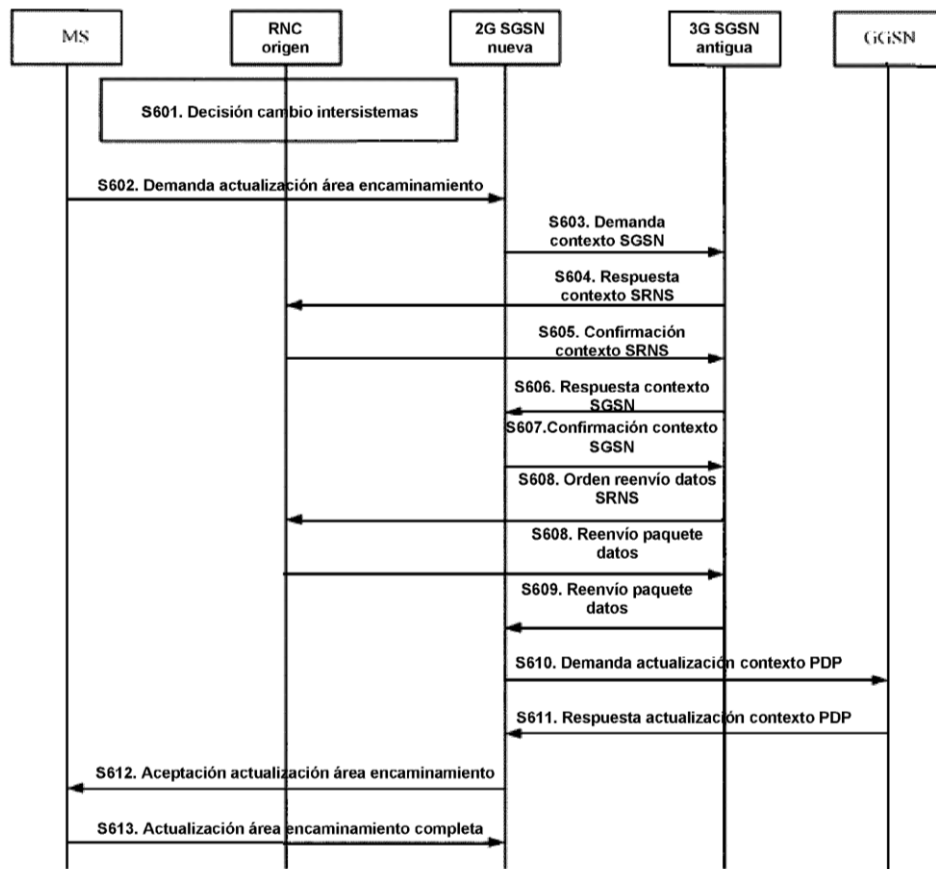 MS
RNC
origen
2G SGSN
nueva
3G SGSN
antigua
GGSN
S601. Decisión cambio intersistemas
S602. Demanda actualización área encaminamiento
S603. Demanda
contexto SGSN
S604. Respuesta
contexto SRNS
S605. Confirmación
contexto SRNS
S606. Respuesta contexto
SGSN
S607.Confirmación contexto
SGSN
S608. Orden reenvío datos
SRNS
S608. Reenvío paquete
datos
S609. Reenvío paquete
datos
S610. Demanda actualización contexto PDP
S611. Respuesta actualización contexto PDP
S612. Aceptación actualización área encaminamiento
S613. Actualización área encaminamiento completa